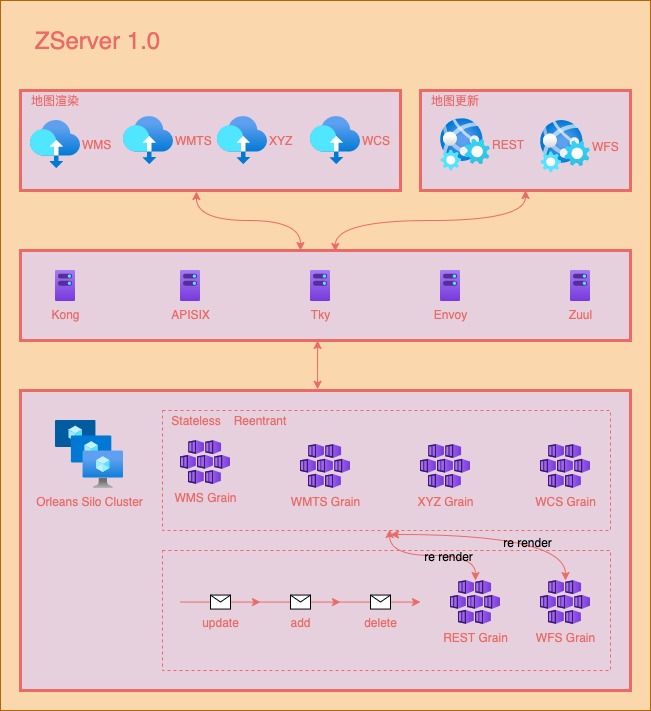 ZServer 1.0
地图渲染
WMS
WMTS
XYZ
WCS
地图更新
REST
WFS
Kong
APISIX
Tky
Envoy
Zuul
Orleans Silo Cluster
Stateless Reentrant
WMS Grain
WMTS Grain
XYZ Grain
WCS Grain
re render
re render
update
add
delete
REST Grain
WFS Grain